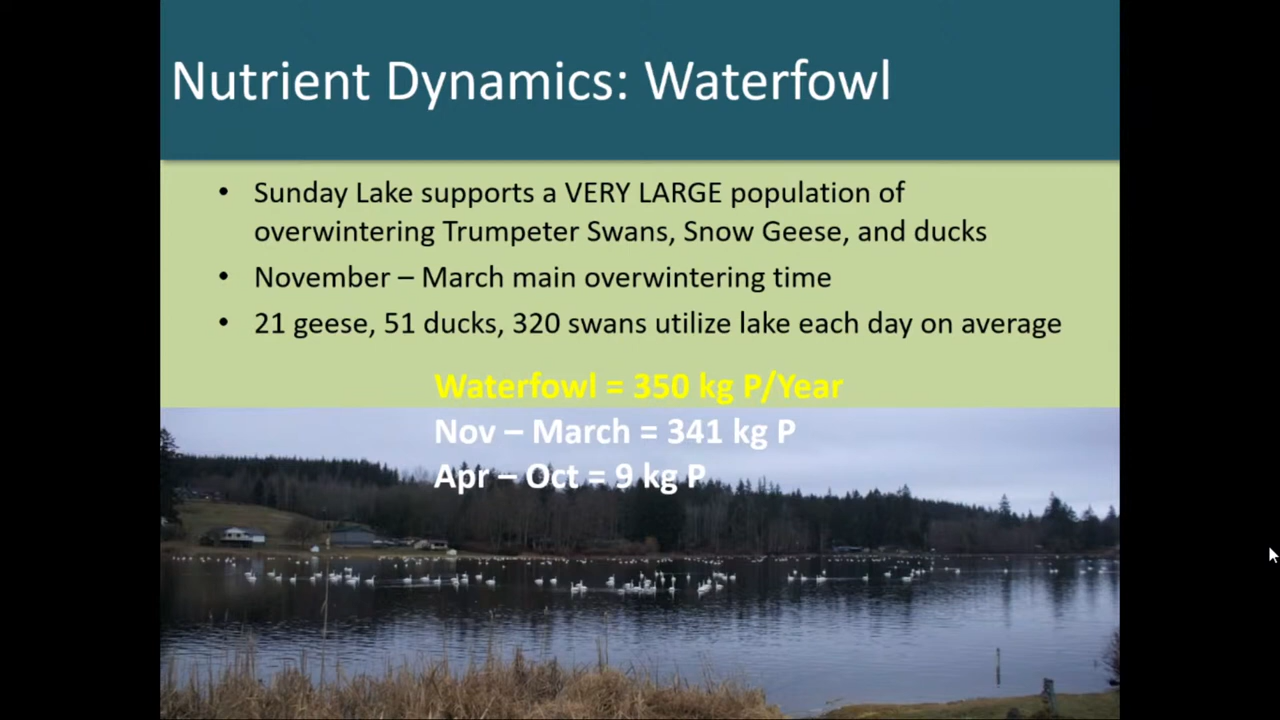 Nutrient Dynamics: Waterfowl
• Sunday Lake supports a VERY LARGE population of
overwintering Trumpeter Swans, Snow Geese, and ducks
• November – March main overwintering time
• 21 geese, 51 ducks, 320 swans utilize lake each day on average
Waterfowl = 350 kg P/Year
Nov – March = 341 kg P
Apr – Oct = 9 kg P